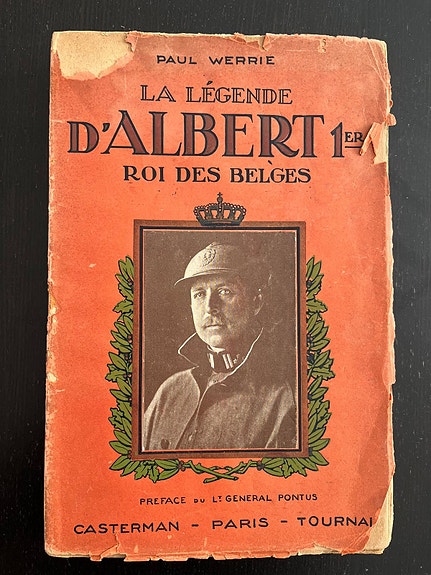 PAUL WERRIE
LA LÉGENDE
D'ALBERT 1ER
ROI DES BELGES
PREFACE DU LT GENERAL PONTUS
CASTERMAN - PARIS - TOURNAI